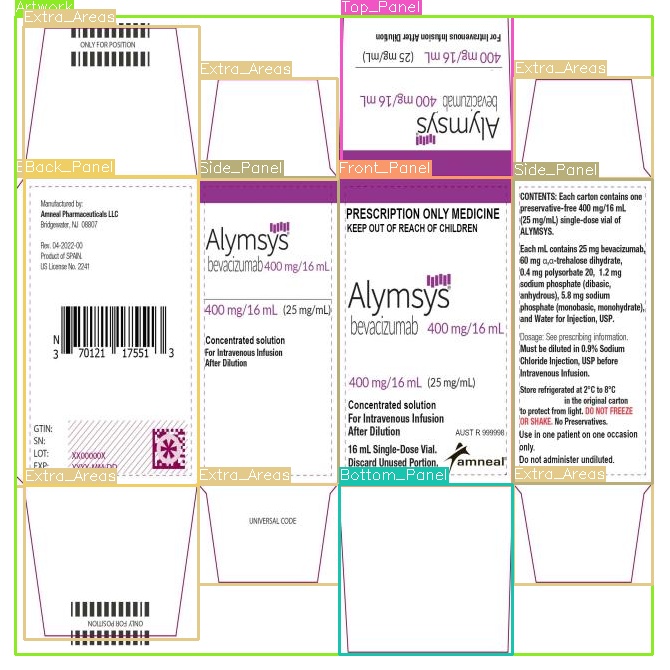 Artwork
Extra_Areas
ONLY FOR POSITION
Top_Panel
For Intravenous Infusion After Dilution
400 mg/16 mL (25 mg/mL)
bevacizumab 400 mg/16 mL
Alymsys
Extra_Areas
Extra_Areas
Back_Panel
Manufactured by:
Amneal Pharmaceuticals LLC
Bridgewater, NJ 08807
Rev. 04-2022-00
Product of SPAIN.
US License No. 2241
N
3
70121
17551
3
GTIN:
SN:
LOT: XX00000X
EXP: YYYY-MM-DD
Side_Panel
Alymsys®
bevacizumab 400 mg/16 mL
400 mg/16 mL (25 mg/mL)
Concentrated solution
For Intravenous Infusion
After Dilution
Front_Panel
PRESCRIPTION ONLY MEDICINE
KEEP OUT OF REACH OF CHILDREN
Alymsys®
bevacizumab 400 mg/16 mL
400 mg/16 mL (25 mg/mL)
Concentrated solution
For Intravenous Infusion
After Dilution
AUST R 999998
16 mL Single-Dose Vial.
Discard Unused Portion.
amneal
Side_Panel
CONTENTS: Each carton contains one
preservative-free 400 mg/16 mL
(25 mg/mL) single-dose vial of
ALYMSYS.
Each mL contains 25 mg bevacizumab,
60 mg α,α-trehalose dihydrate,
0.4 mg polysorbate 20, 1.2 mg
sodium phosphate (dibasic,
anhydrous), 5.8 mg sodium
phosphate (monobasic, monohydrate),
and Water for Injection, USP.
Dosage: See prescribing information.
Must be diluted in 0.9% Sodium
Chloride Injection, USP before
Intravenous Infusion.
Store refrigerated at 2°C to 8°C
in the original carton
to protect from light. DO NOT FREEZE
OR SHAKE. No Preservatives.
Use in one patient on one occasion
only.
Do not administer undiluted.
Extra_Areas
ONLY FOR POSITION
Extra_Areas
UNIVERSAL CODE
Bottom_Panel
Extra_Areas